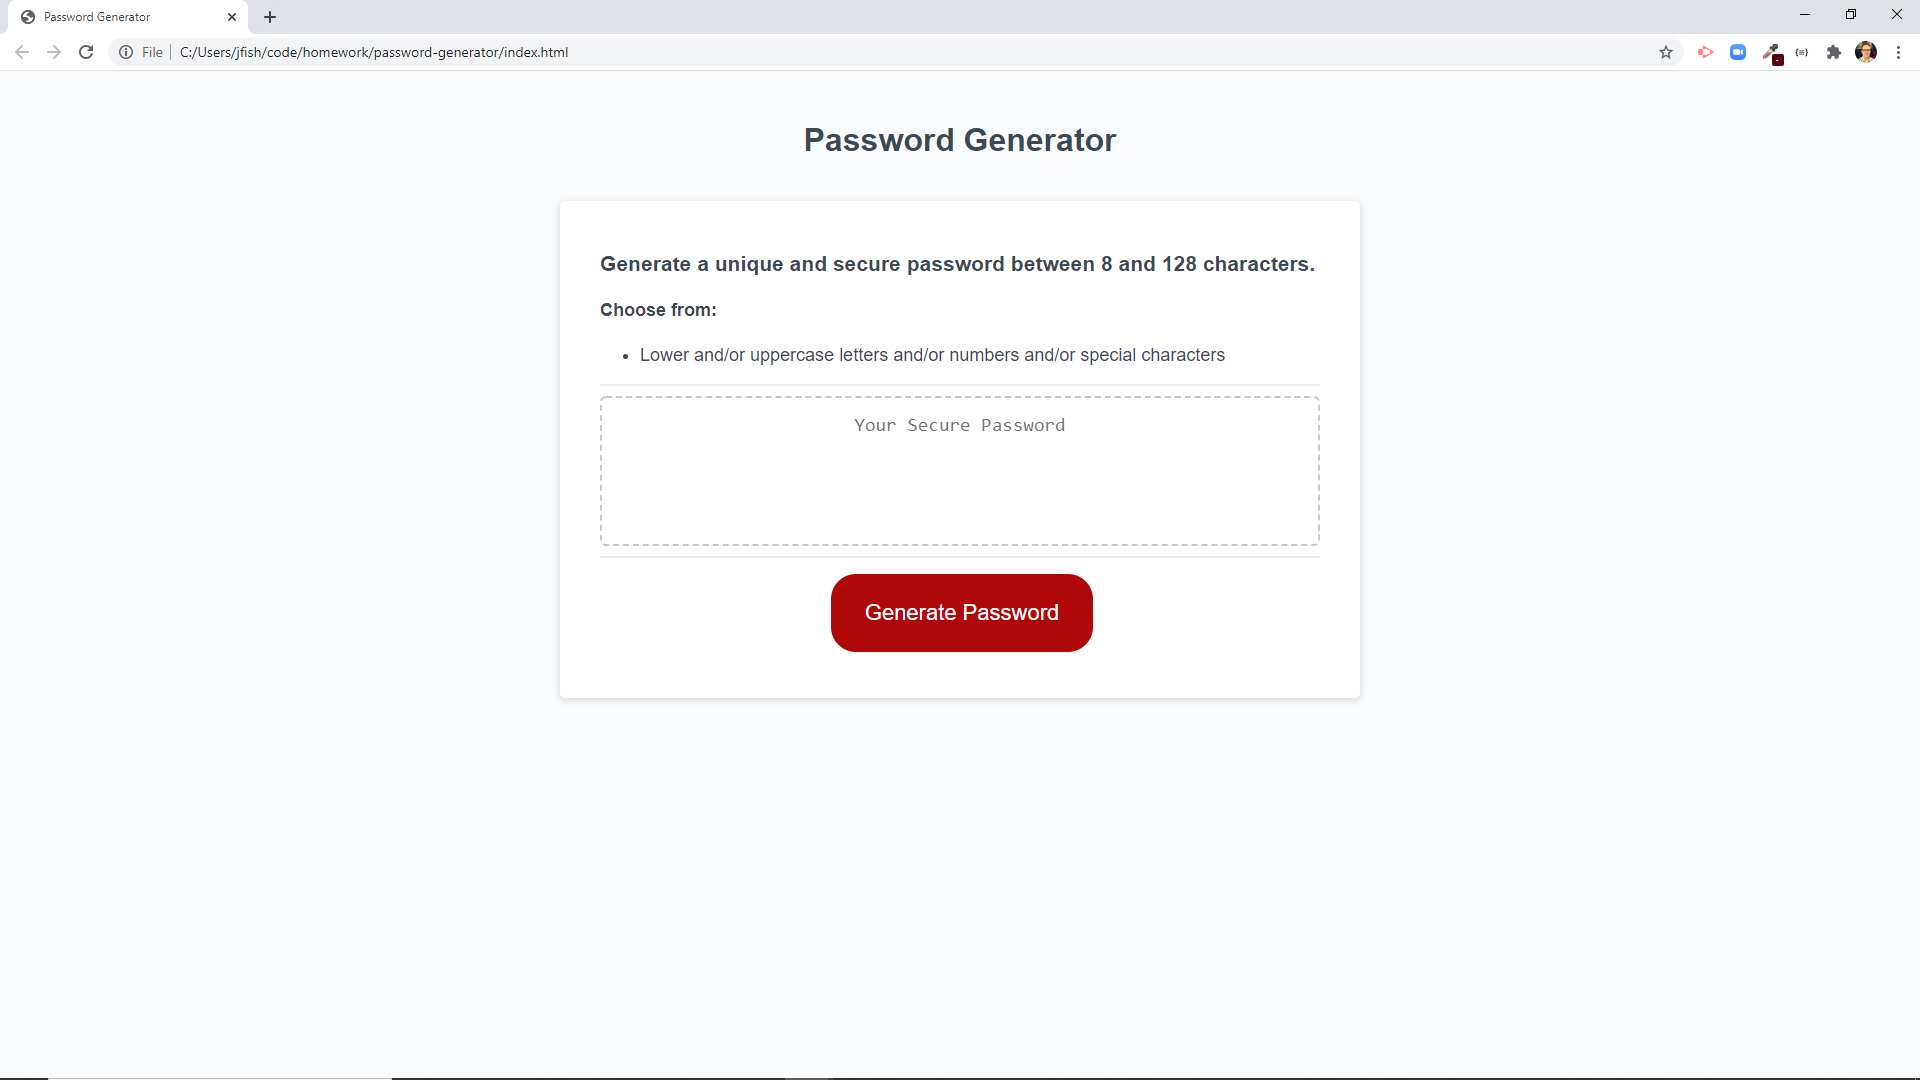 Password Generator
File
C:/Users/jfish/code/homework/password-generator/index.html
Password Generator
Generate a unique and secure password between 8 and 128 characters.
Choose from:
• Lower and/or uppercase letters and/or numbers and/or special characters
Your Secure Password
Generate Password